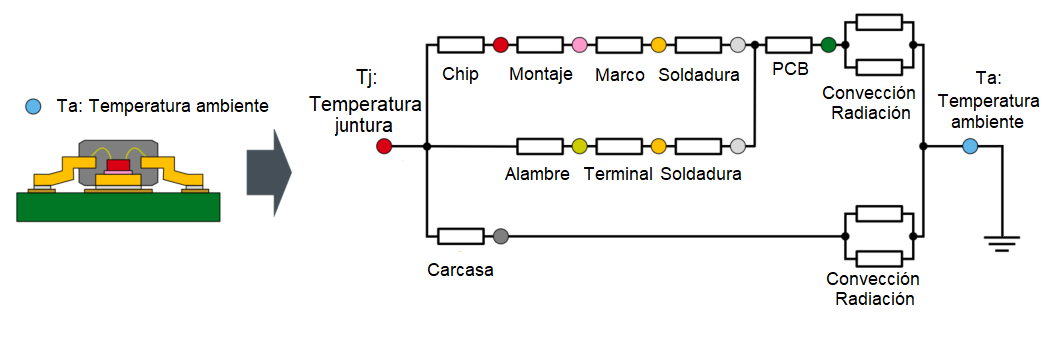 Ta: Temperatura ambiente
Tj:
Temperatura
juntura
Chip
Montaje
Marco
Soldadura
PCB
Convección
Radiación
Alambre
Terminal
Soldadura
Carcasa
Convección
Radiación
Ta:
Temperatura
ambiente